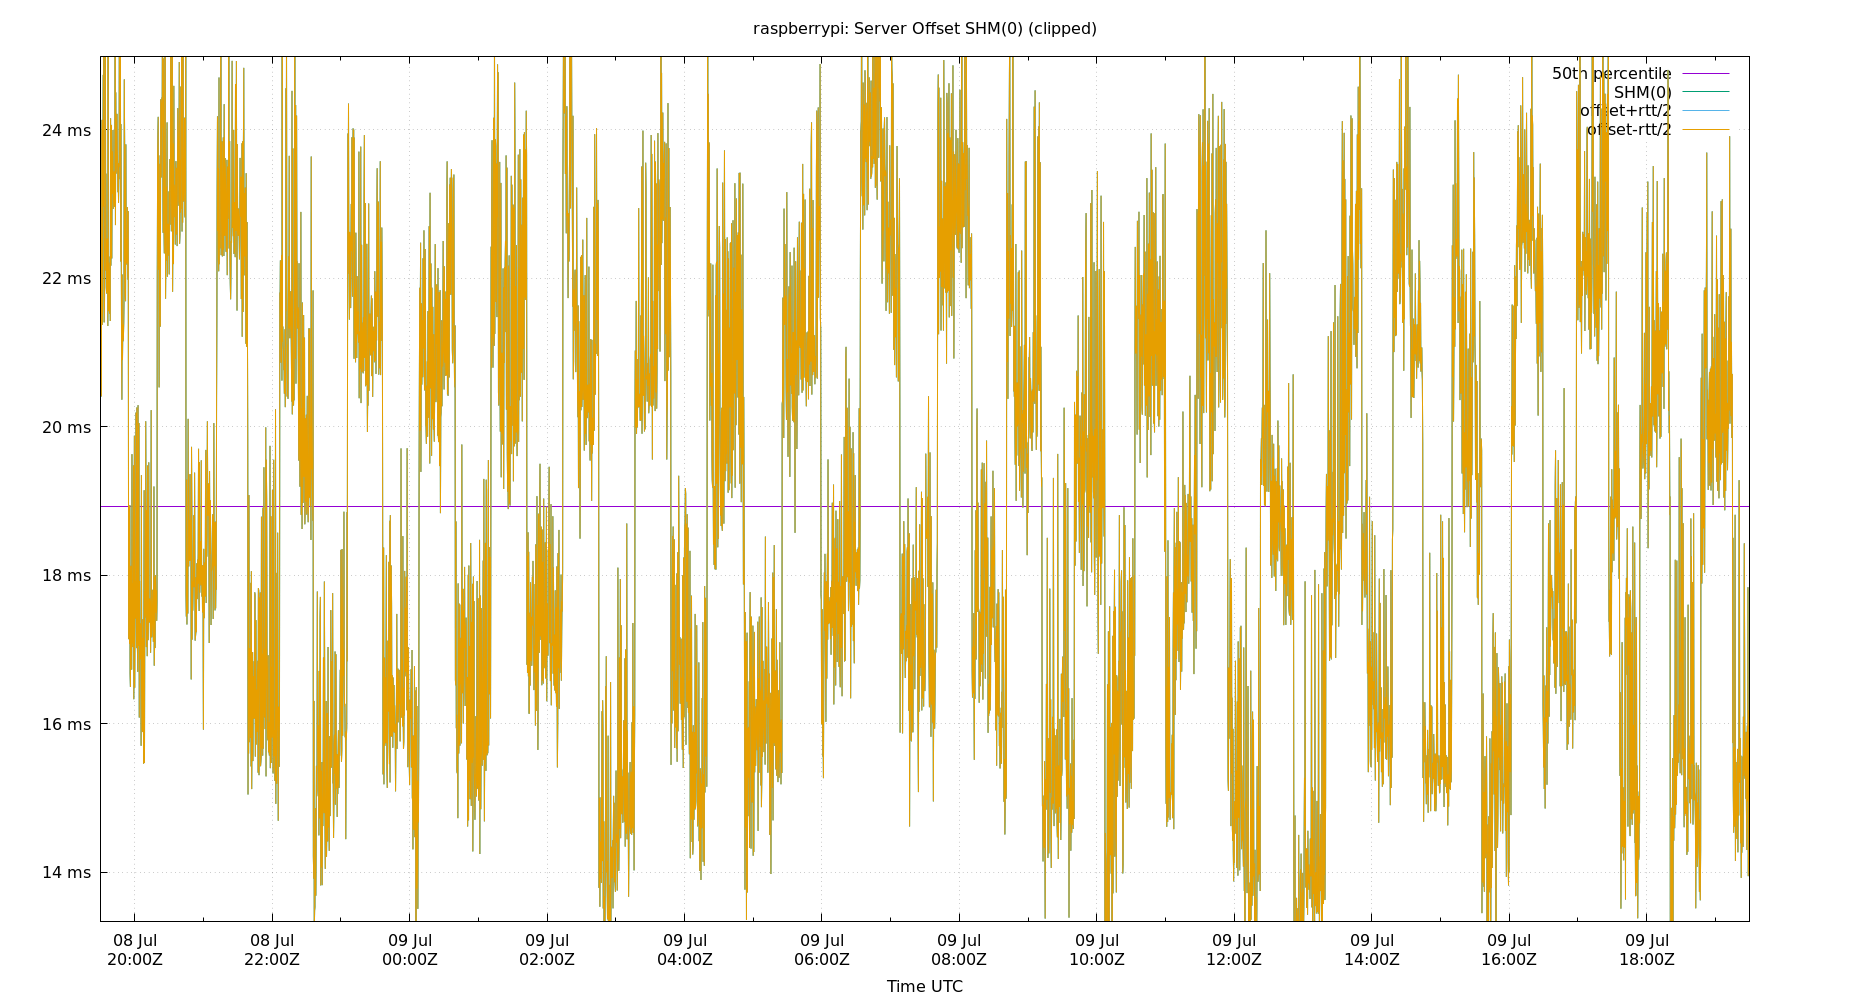 raspberrypi: Server Offset SHM(0) (clipped)
50th percentile
SHM(0)
offset+rtt/2
offset-rtt/2
24 ms
22 ms
20 ms
18 ms
16 ms
14 ms
08 Jul 08 Jul 09 Jul 09 Jul 09 Jul 09 Jul 09 Jul 09 Jul 09 Jul 09 Jul 09 Jul 09 Jul
20:00Z 22:00Z 00:00Z 02:00Z 04:00Z 06:00Z 08:00Z 10:00Z 12:00Z 14:00Z 16:00Z 18:00Z
Time UTC